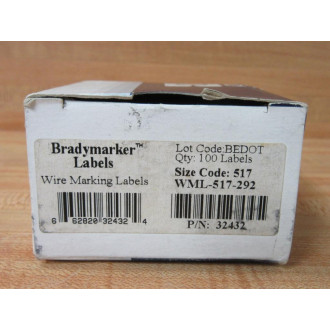 Bradymarker™
Labels
Wire Marking Labels
6 62820 32432 4
Lot Code:BEDOT
Qty: 100 Labels
Size Code: 517
WML-517-292
P/N: 32432